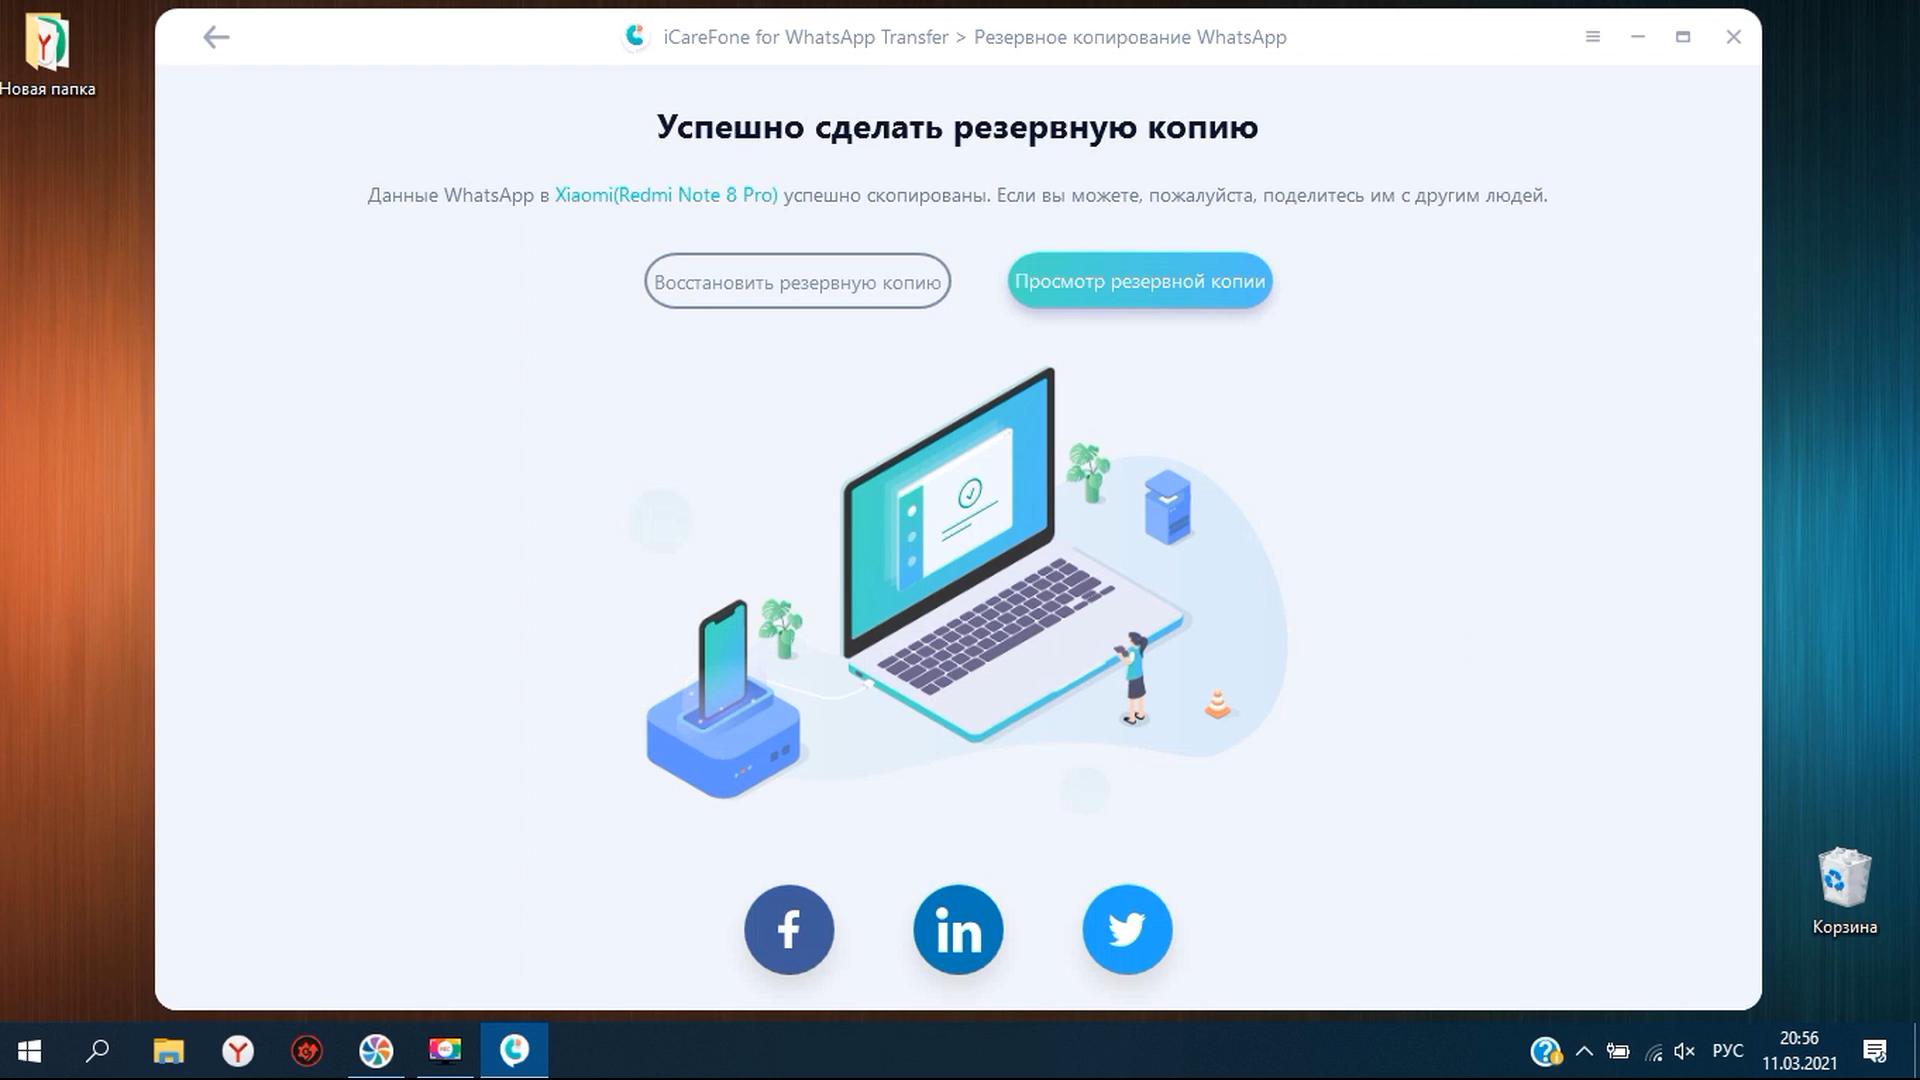 Новая папка
iCareFone for WhatsApp Transfer > Резервное копирование WhatsApp
Успешно сделать резервную копию
Данные WhatsApp в Xiaomi(Redmi Note 8 Pro) успешно скопированы. Если вы можете, пожалуйста, поделитесь им с другим людей.
Восстановить резервную копию
Просмотр резервной копии
Корзина
РУС
20:56
11.03.2021